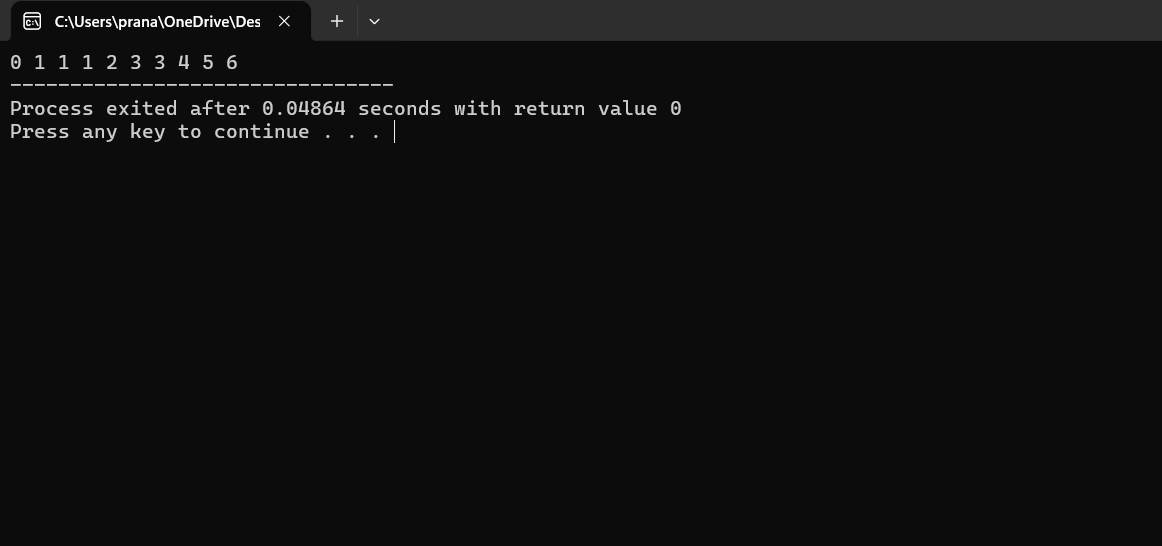 C:\Users\prana\OneDrive\Des
0 1 1 1 2 3 3 4 5 6
--------------------------------
Process exited after 0.04864 seconds with return value 0
Press any key to continue . . .